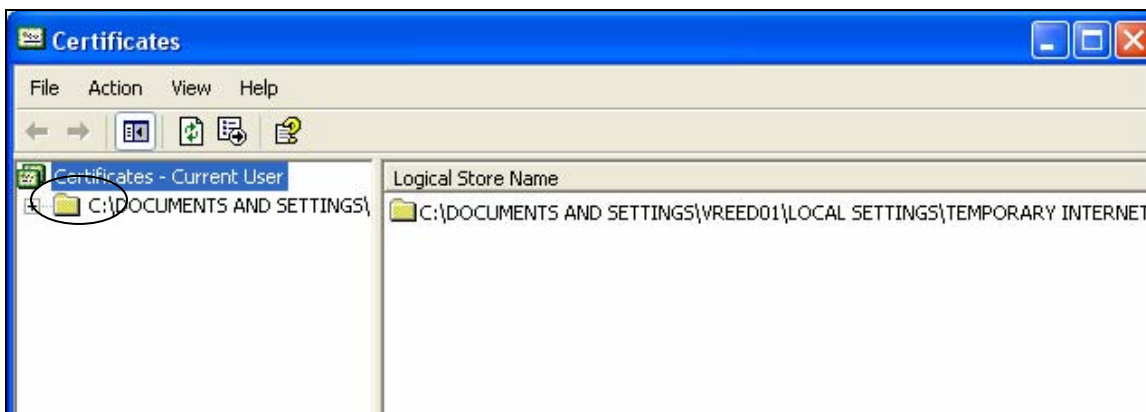 Certificates
File Action View Help
Certificates - Current User
C:\DOCUMENTS AND SETTINGS\
Logical Store Name
C:\DOCUMENTS AND SETTINGS\VREED01\LOCAL SETTINGS\TEMPORARY INTERNET